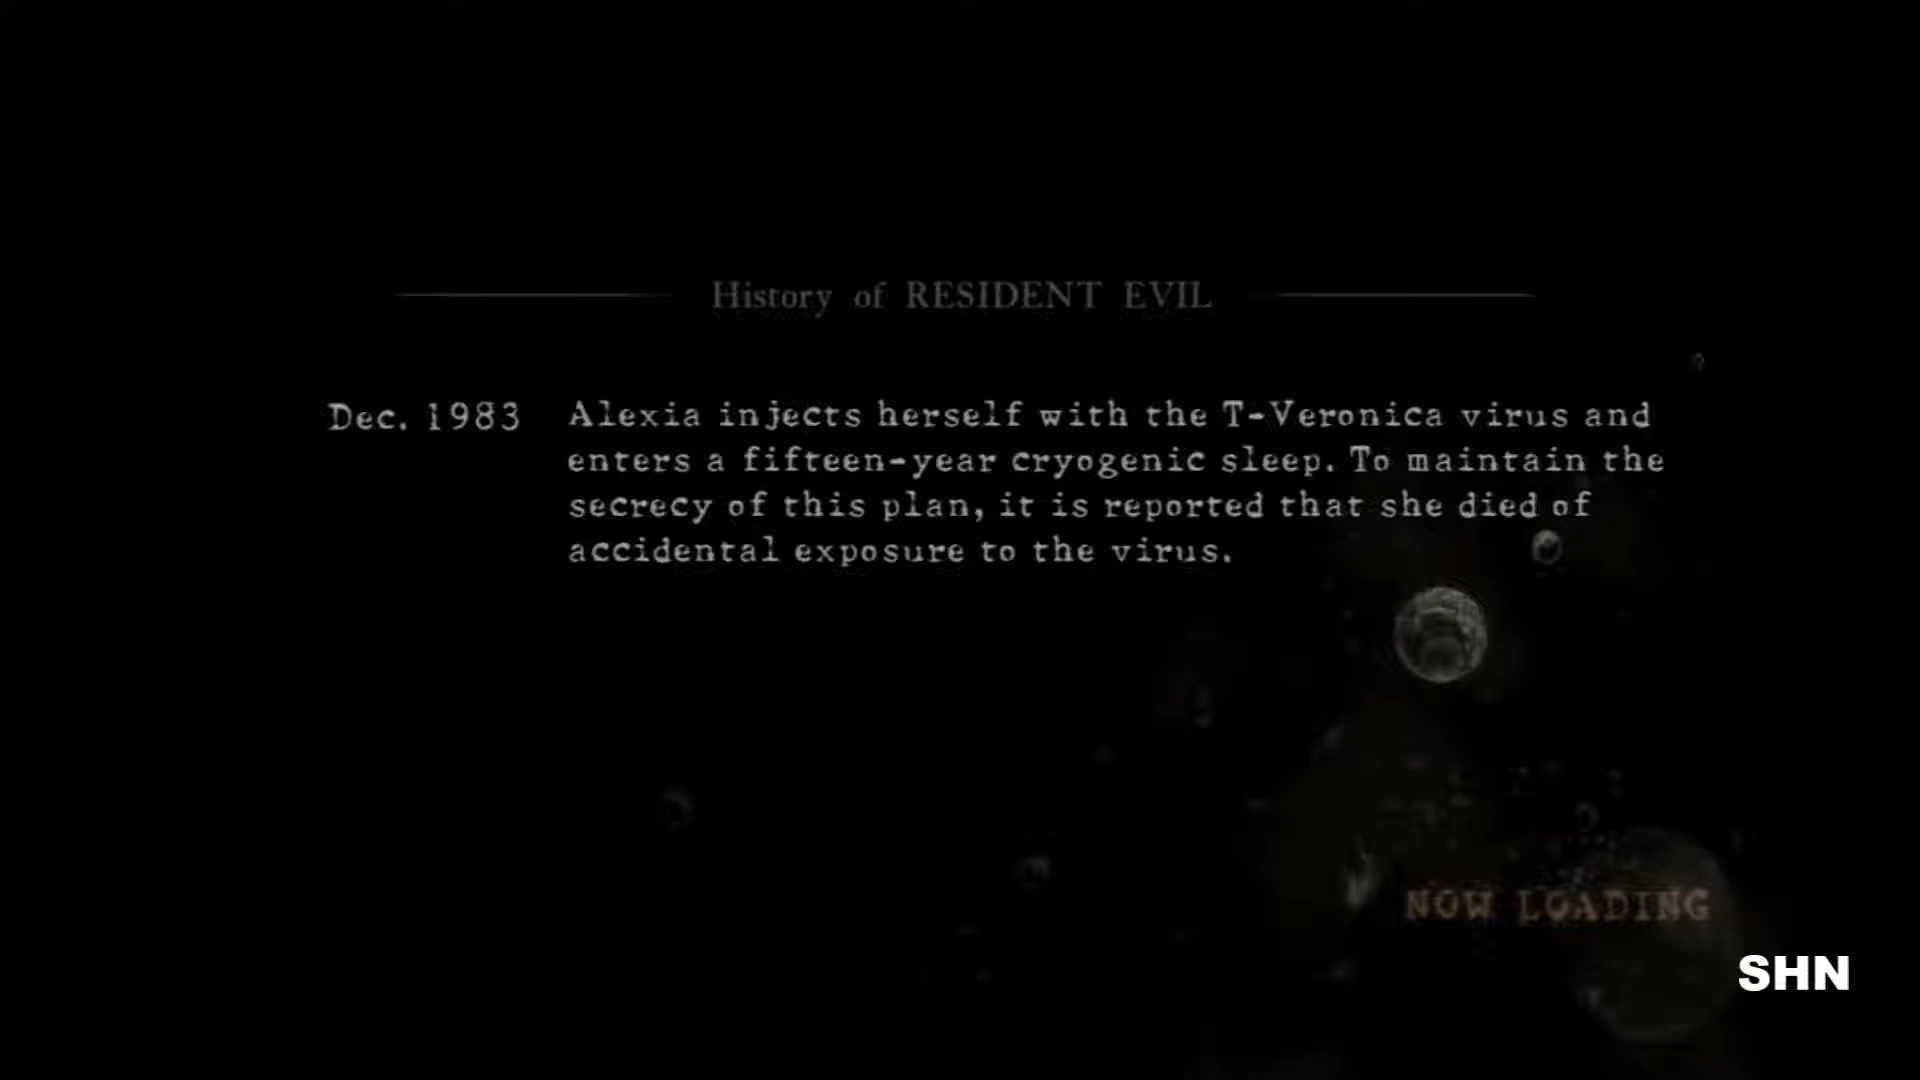 History of RESIDENT EVIL
Dec. 1983 Alexia injects herself with the T-Veronica virus and
enters a fifteen-year cryogenic sleep. To maintain the
secrecy of this plan, it is reported that she died of
accidental exposure to the virus.
NOW LOADING
SHN